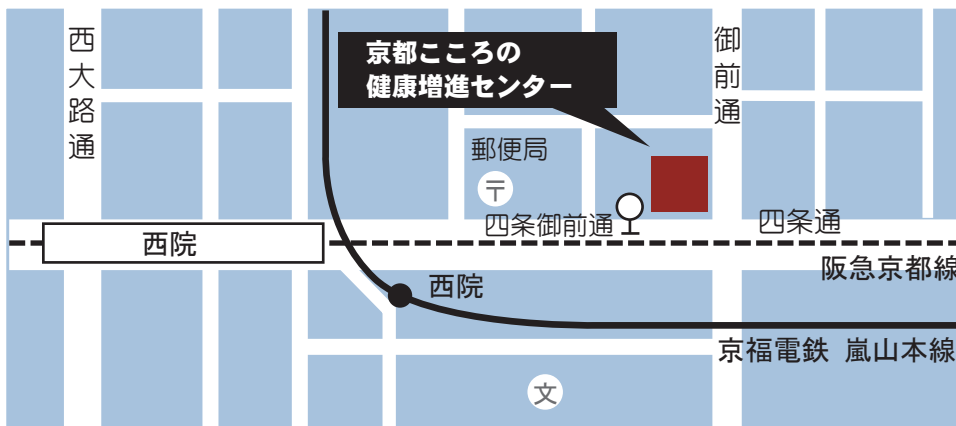 西大路通
京都こころの
健康増進センター
御前通
郵便局
〒
四条御前通
四条通
西院
阪急京都線
西院
京福電鉄 嵐山本線
文